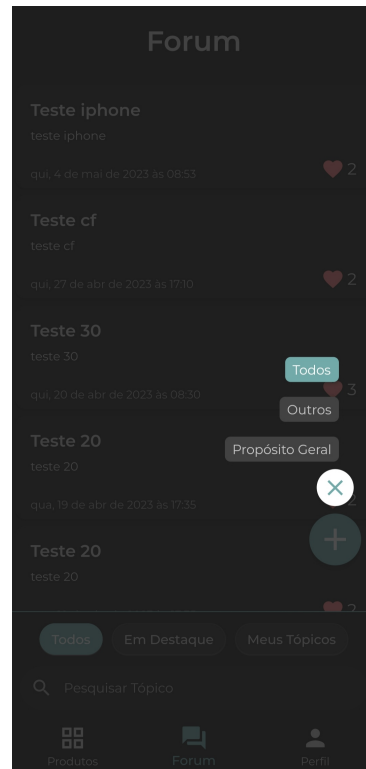 Forum
Teste iphone
teste iphone
qui, 4 de mai de 2023 às 08:53
2
Teste cf
teste cf
qui, 27 de abr de 2023 às 17:10
2
Teste 30
teste 30
Todos
qui, 20 de abr de 2023 às 08:30
3
Outros
Teste 20
Propósito Geral
teste 20
qua, 19 de abr de 2023 às 17:35
2
Teste 20
teste 20
2
Todos
Em Destaque
Meus Tópicos
Pesquisar Tópico
Produtos
Forum
Perfil